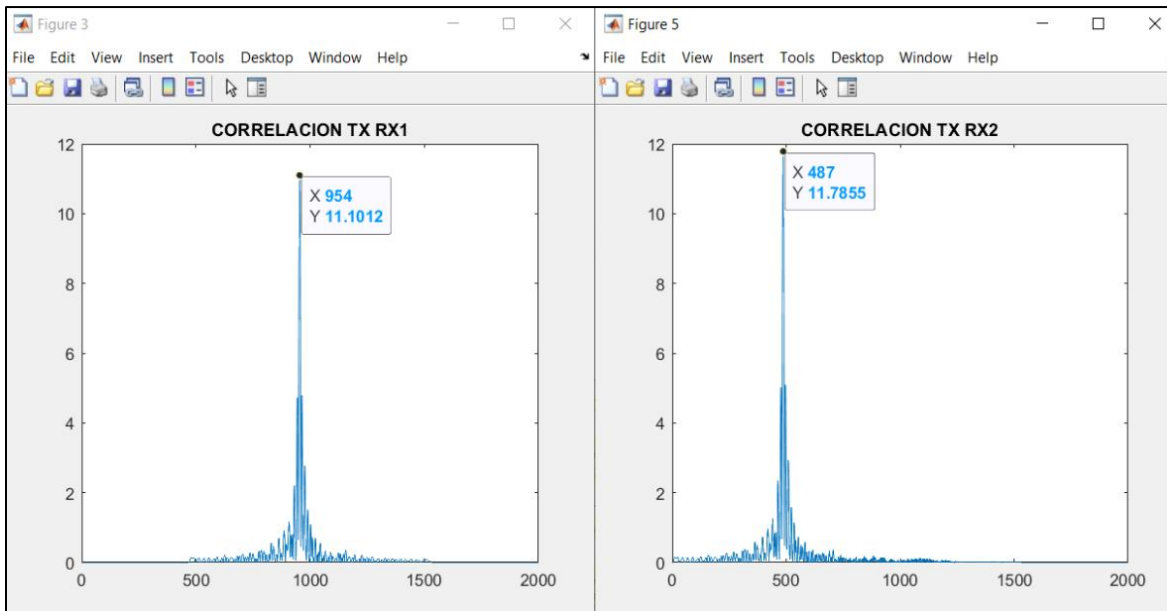 Figure 3
File Edit View Insert Tools Desktop Window Help
CORRELACION TX RX1
12
10
8
6
4
2
0
X 954
Y 11.1012
0 500 1000 1500 2000
Figure 5
File Edit View Insert Tools Desktop Window Help
CORRELACION TX RX2
12
10
8
6
4
2
0
X 487
Y 11.7855
0 500 1000 1500 2000